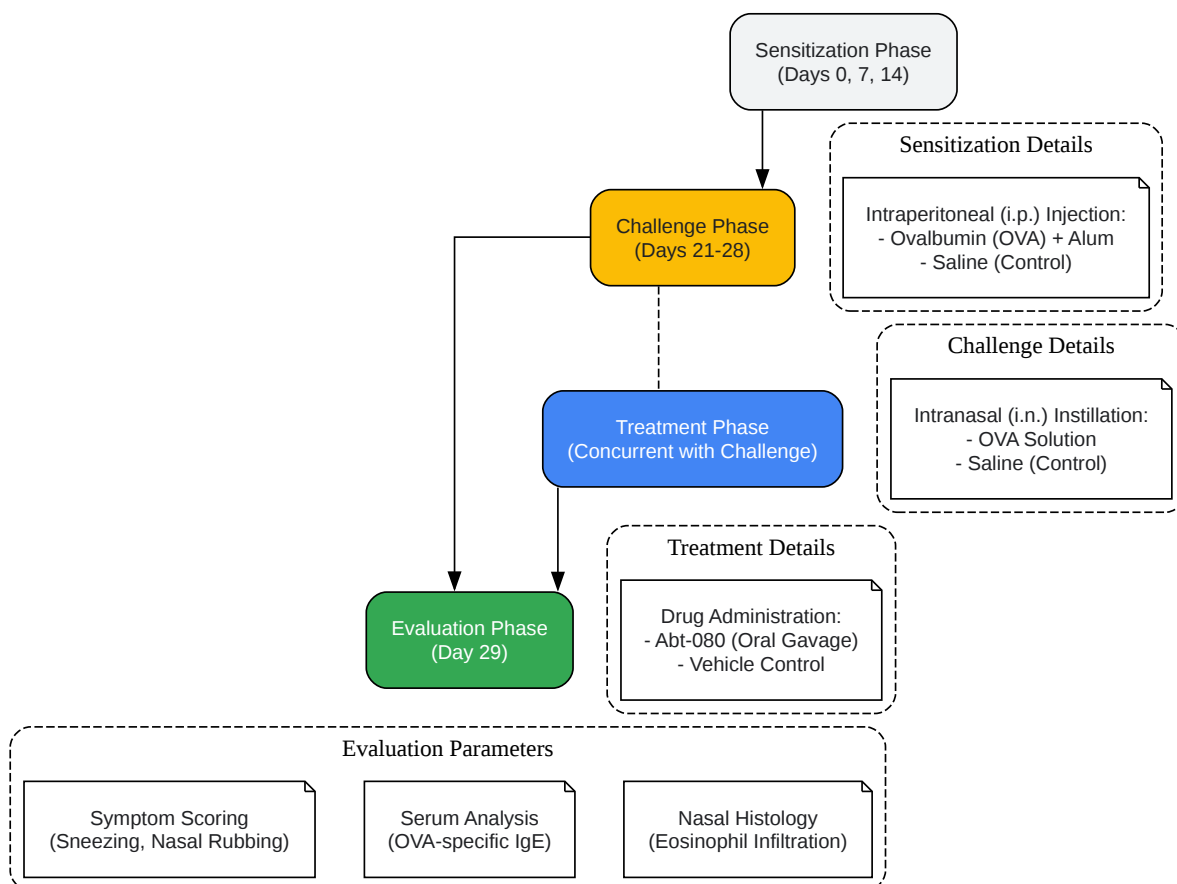 Sensitization Phase
(Days 0, 7, 14)
Sensitization Details
Intraperitoneal (i.p.) Injection:
- Ovalbumin (OVA) + Alum
- Saline (Control)
Challenge Phase
(Days 21-28)
Challenge Details
Intranasal (i.n.) Instillation:
- OVA Solution
- Saline (Control)
Treatment Phase
(Concurrent with Challenge)
Treatment Details
Drug Administration:
- Abt-080 (Oral Gavage)
- Vehicle Control
Evaluation Phase
(Day 29)
Evaluation Parameters
Symptom Scoring
(Sneezing, Nasal Rubbing)
Serum Analysis
(OVA-specific IgE)
Nasal Histology
(Eosinophil Infiltration)